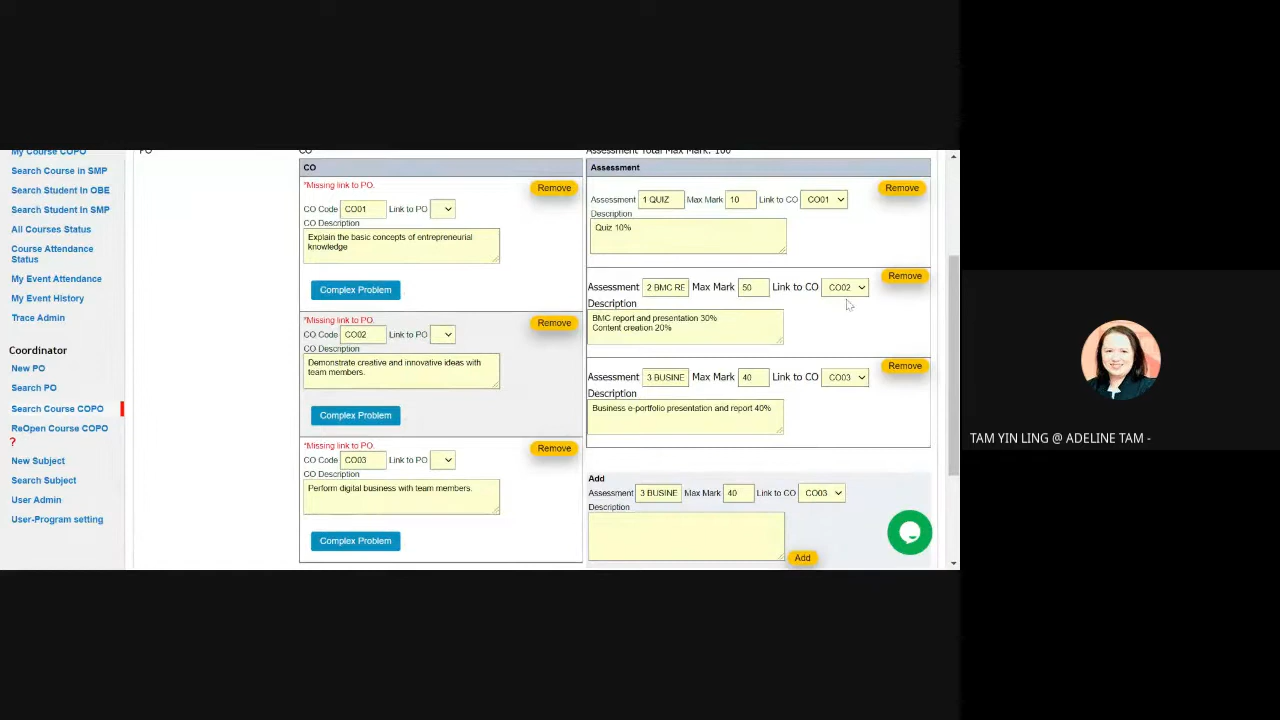 My Course COPO
Search Course in SMP
Search Student In OBE
Search Student In SMP
All Courses Status
Course Attendance
Status
My Event Attendance
My Event History
Trace Admin
Coordinator
New PO
Search PO
Search Course COPO
ReOpen Course COPO
?
New Subject
Search Subject
User Admin
User-Program setting
PO
CO
Assessment Total Max Mark: 100
CO
*Missing link to PO.
Remove
CO Code CO01 Link to PO
CO Description
Explain the basic concepts of entrepreneurial
knowledge
Complex Problem
*Missing link to PO.
Remove
CO Code CO02 Link to PO
CO Description
Demonstrate creative and innovative ideas with
team members.
Complex Problem
*Missing link to PO.
Remove
CO Code CO03 Link to PO
CO Description
Perform digital business with team members.
Complex Problem
Assessment
Remove
Assessment 1 QUIZ Max Mark 10 Link to CO CO01
Description
Quiz 10%
Remove
Assessment 2 BMC RE Max Mark 50 Link to CO CO02
Description
BMC report and presentation 30%
Content creation 20%
Remove
Assessment 3 BUSINE Max Mark 40 Link to CO CO03
Description
Business e-portfolio presentation and report 40%
Add
Assessment 3 BUSINE Max Mark 40 Link to CO CO03
Description
Add
TAM YIN LING @ ADELINE TAM -